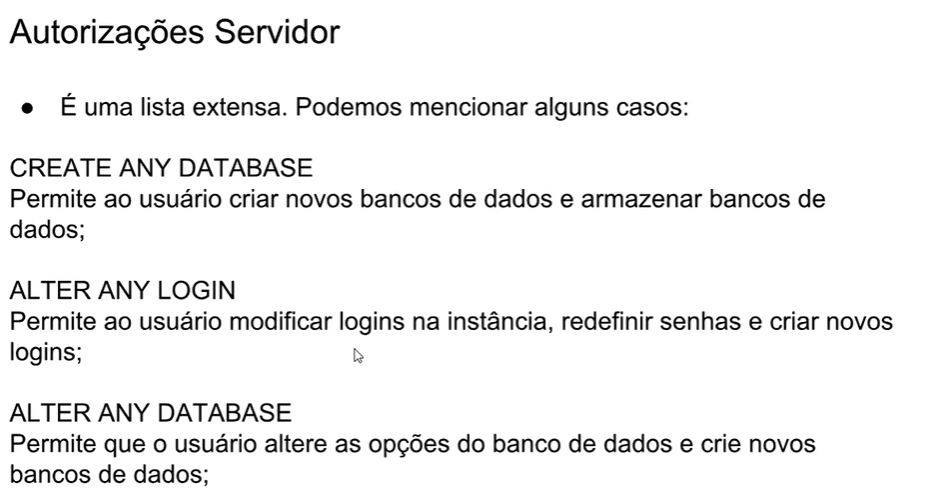 Autorizações Servidor
● É uma lista extensa. Podemos mencionar alguns casos:
CREATE ANY DATABASE
Permite ao usuário criar novos bancos de dados e armazenar bancos de
dados;
ALTER ANY LOGIN
Permite ao usuário modificar logins na instância, redefinir senhas e criar novos
logins;
ALTER ANY DATABASE
Permite que o usuário altere as opções do banco de dados e crie novos
bancos de dados;